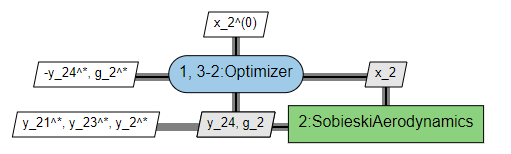 x_2^(0)
-y_24^*, g_2^*
1, 3-2:Optimizer
x_2
y_21^*, y_23^*, y_2^*
y_24, g_2
2:SobieskiAerodynamics